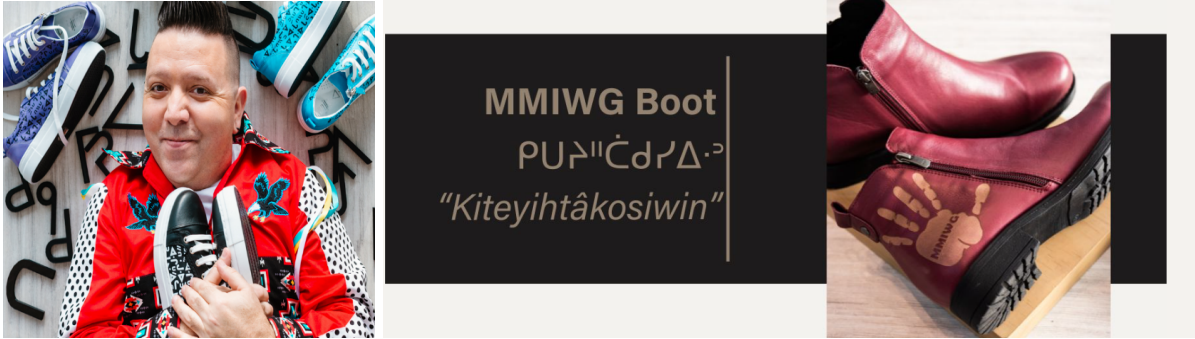 MMIWG Boot
ᑭᑌᔨᐦᑖᑯᓯᐏᐣ
“Kiteyihtâkosiwin”
MMIWG